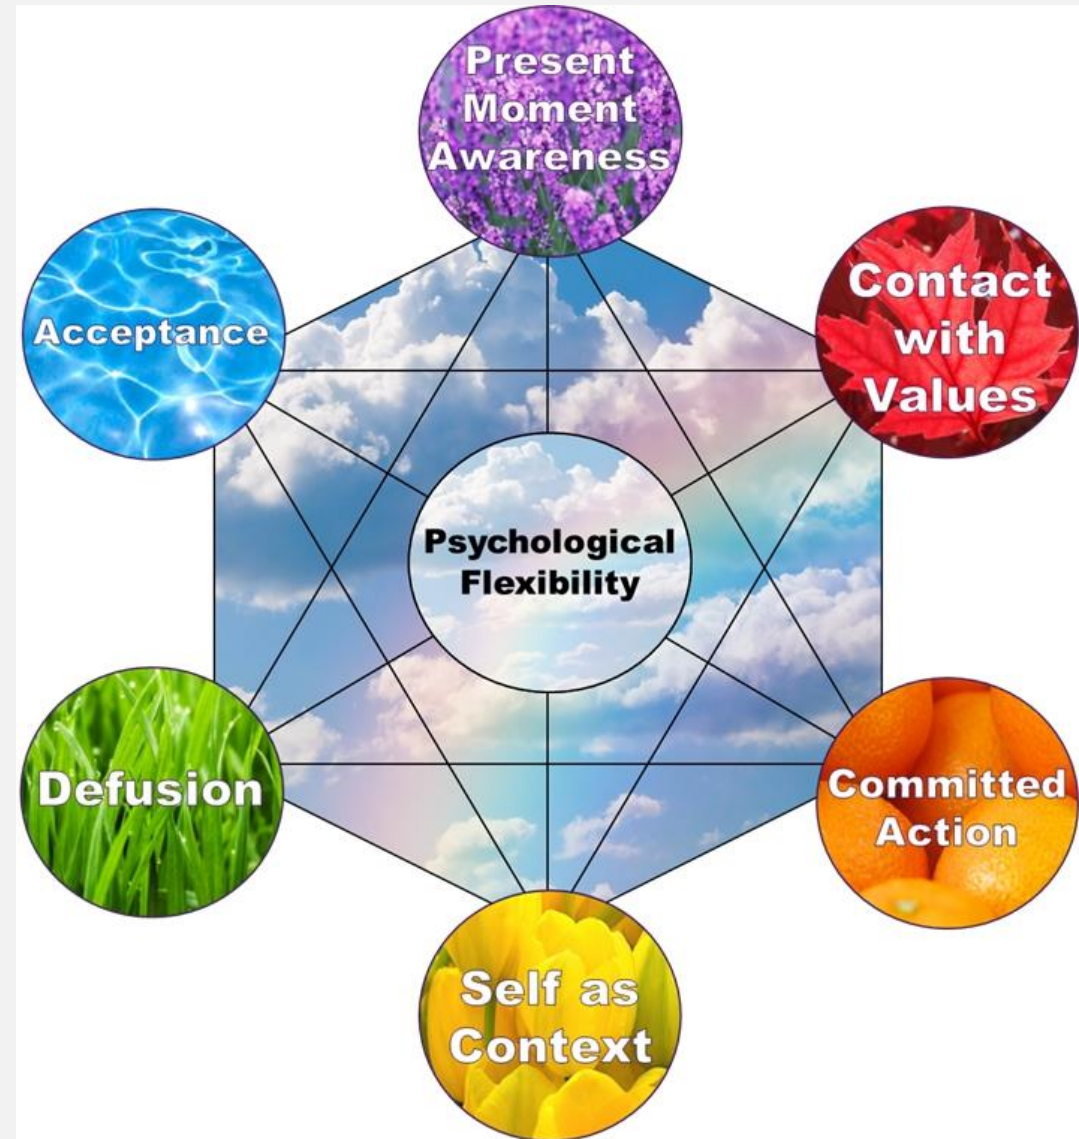 Present
Moment
Awareness
Contact
with
Values
Acceptance
Psychological
Flexibility
Defusion
Committed
Action
Self as
Context